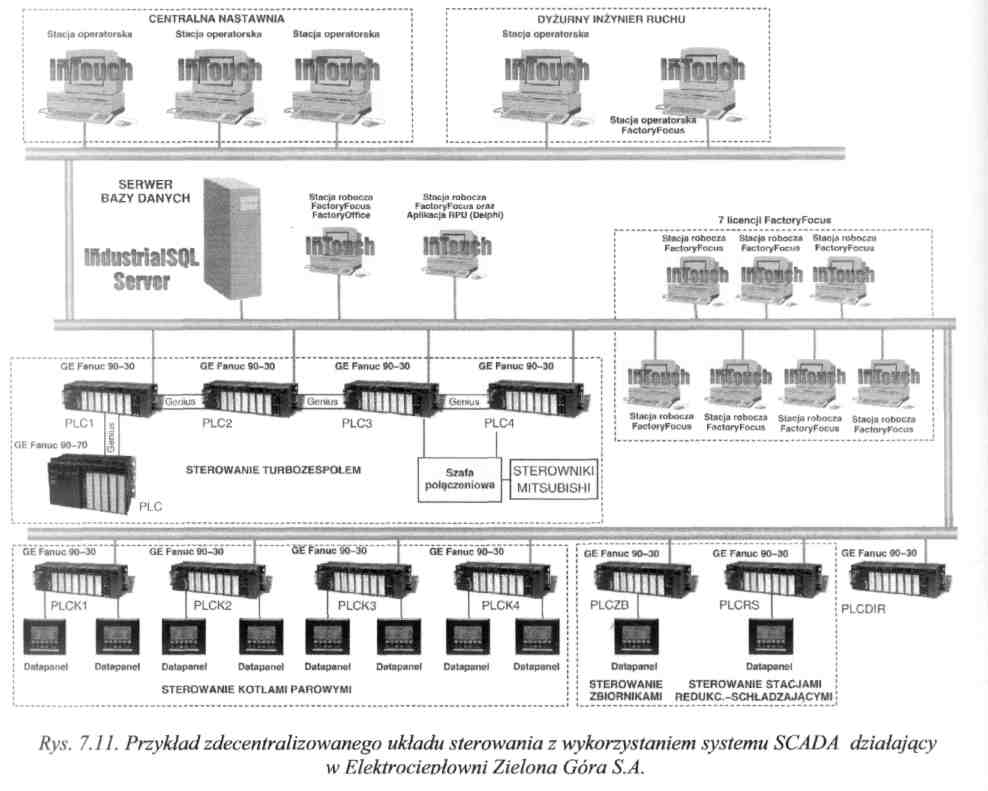 CENTRALNA NASTAWNIA
Stacja operatorska
Stacja operatorska
Stacja operatorska
InTouch
InTouch
InTouch
DYŻURNY INŻYNIER RUCHU
Stacja operatorska
InTouch
InTouch
Stacja operatorska
FactoryFocus
SERWER
BAZY DANYCH
IndustrialSQL
Server
Stacja robocza
FactoryFocus
FactoryOffice
InTouch
Stacja robocza
FactoryFocus oraz
Aplikacja RPU (Delphi)
InTouch
7 licencji FactoryFocus
Stacja robocza
FactoryFocus
Stacja robocza
FactoryFocus
Stacja robocza
FactoryFocus
InTouch
InTouch
InTouch
InTouch
InTouch
InTouch
InTouch
Stacja robocza
FactoryFocus
Stacja robocza
FactoryFocus
Stacja robocza
FactoryFocus
Stacja robocza
FactoryFocus
GE Fanuc 90–30
GE Fanuc 90–30
GE Fanuc 90–30
GE Fanuc 90–30
Genius
Genius
Genius
PLC1
PLC2
PLC3
PLC4
Genius
GE Fanuc 90–70
PLC
STEROWANIE TURBOZESPOŁEM
Szafa
połączeniowa
STEROWNIKI
MITSUBISHI
GE Fanuc 90–30
GE Fanuc 90–30
GE Fanuc 90–30
GE Fanuc 90–30
PLCK1
PLCK2
PLCK3
PLCK4
Datapanel
Datapanel
Datapanel
Datapanel
Datapanel
Datapanel
Datapanel
Datapanel
STEROWANIE KOTŁAMI PAROWYMI
GE Fanuc 90–30
GE Fanuc 90–30
GE Fanuc 90–30
PLCZB
PLCRS
PLCDIR
Datapanel
Datapanel
STEROWANIE
ZBIORNIKAMI
STEROWANIE STACJAMI
REDUKC.–SCHŁADZAJĄCYMI
Rys. 7.11. Przykład zdecentralizowanego układu sterowania z wykorzystaniem systemu SCADA działający
w Elektrociepłowni Zielona Góra S.A.